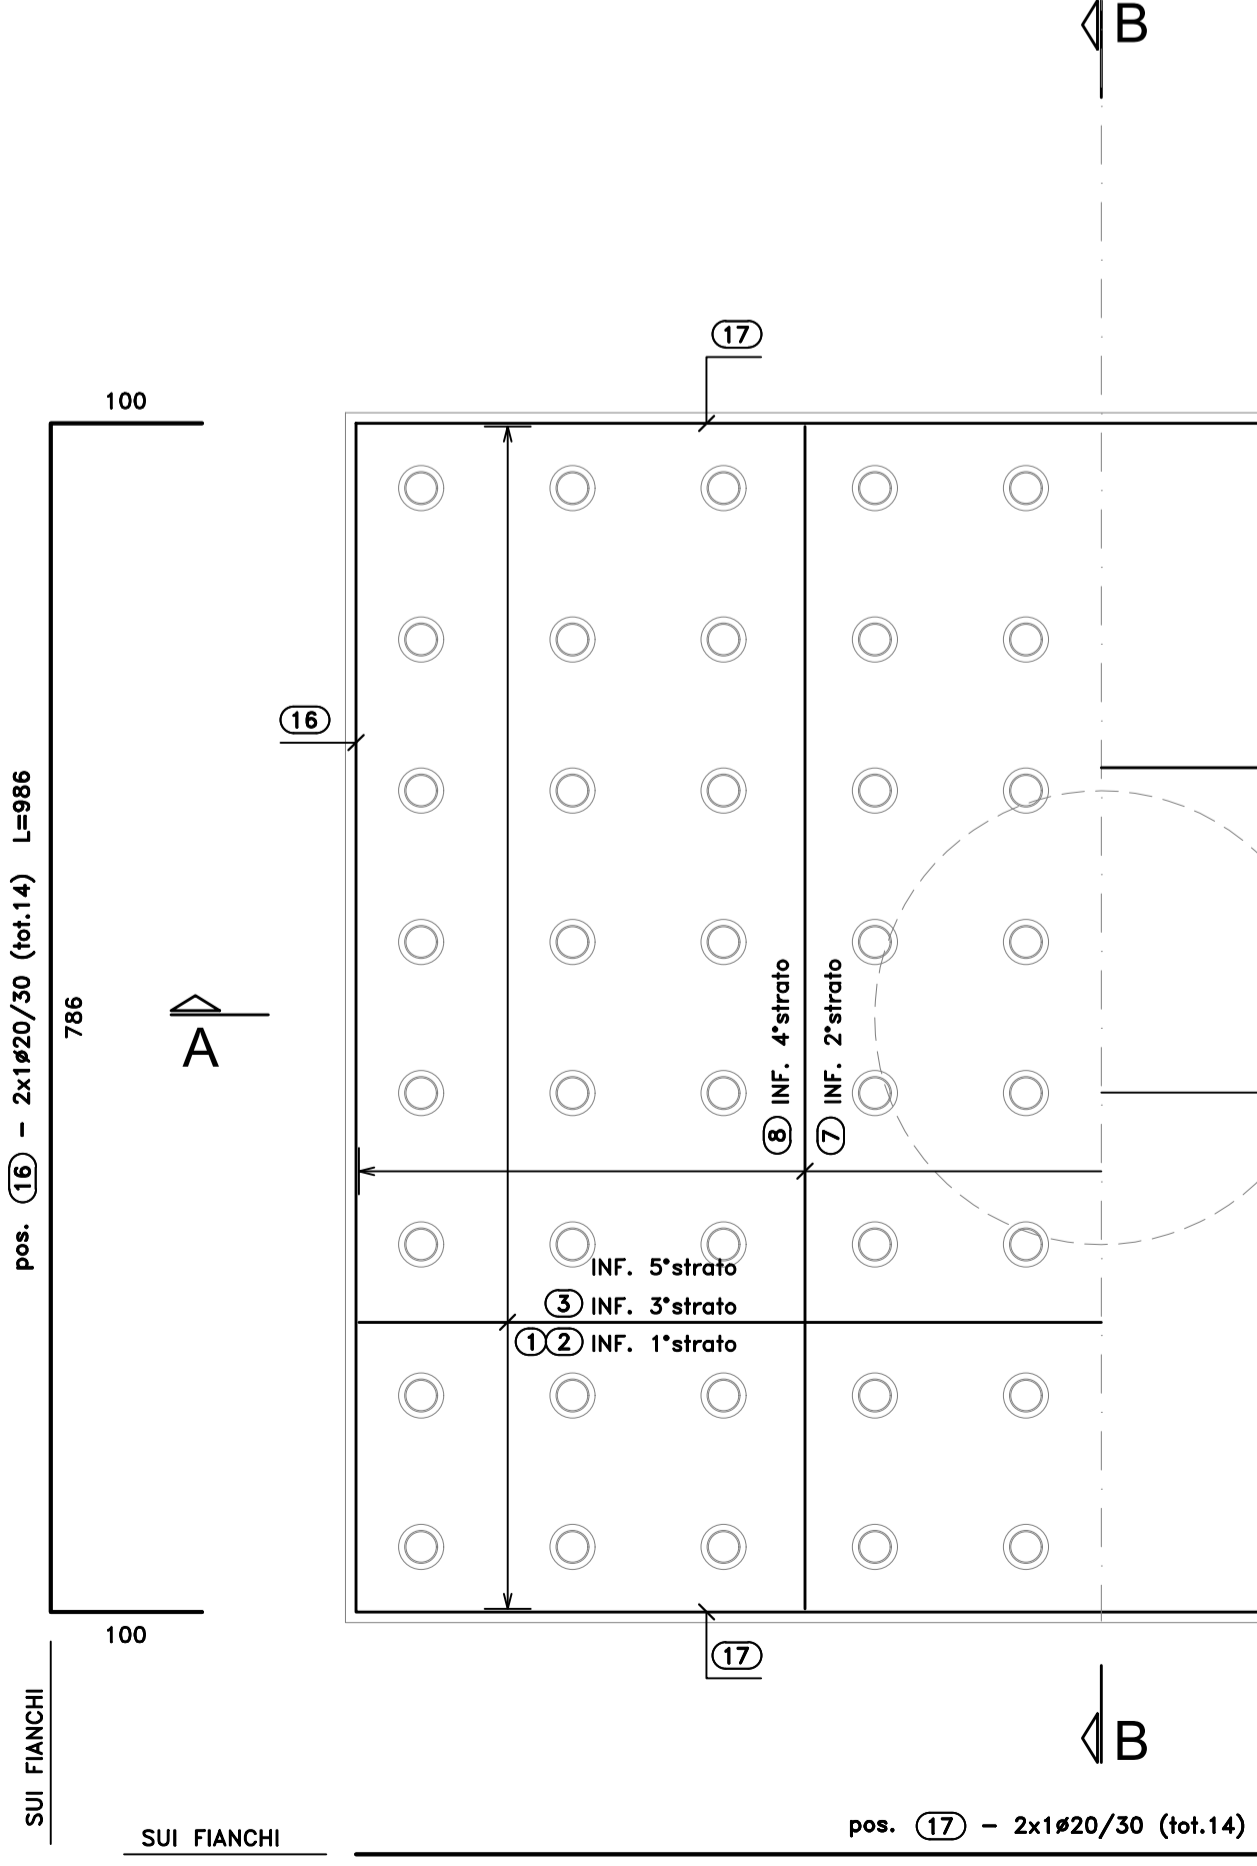 B
17
100
16
pos. 16 - 2x1ø20/30 (tot.14) L=986
786
A
8 INF. 4°strato
7 INF. 2°strato
INF. 5°strato
3 INF. 3°strato
1 2 INF. 1°strato
100
17
SUI FIANCHI
B
pos. 17 - 2x1ø20/30 (tot.14)
SUI FIANCHI